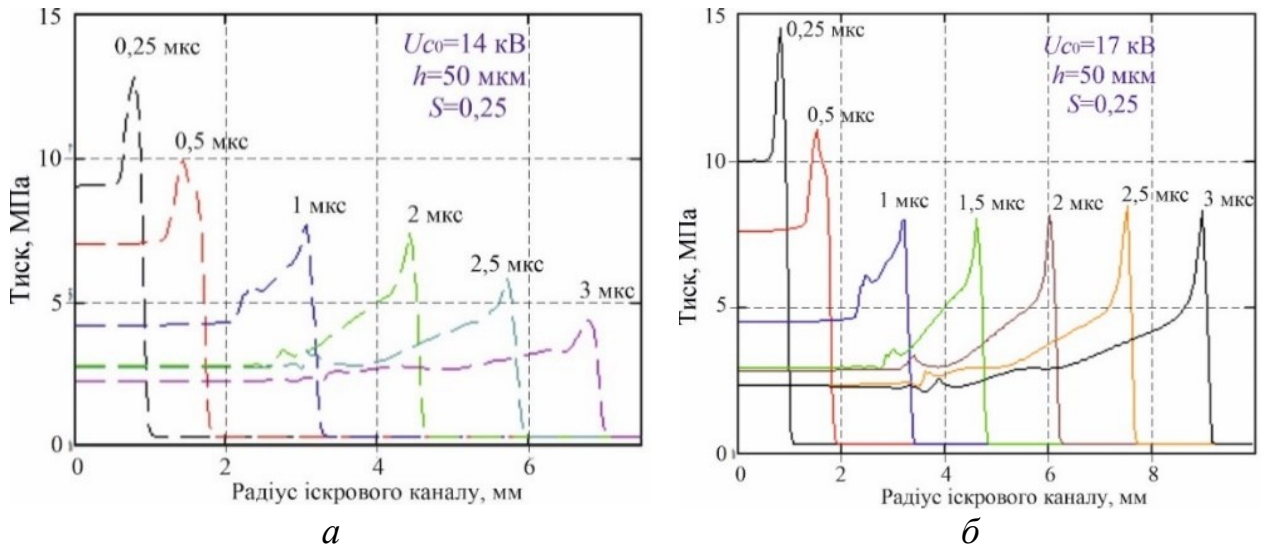 15
10
5
0
Тиск, МПа
0,25 мкс
0,5 мкс
1 мкс
2 мкс
2,5 мкс
3 мкс
Uc0=14 кВ
h=50 мкм
S=0,25
0 2 4 6
Радіус іскрового каналу, мм
а
15
10
5
0
Тиск, МПа
0,25 мкс
0,5 мкс
1 мкс
1,5 мкс
2 мкс
2,5 мкс
3 мкс
Uc0=17 кВ
h=50 мкм
S=0,25
0 2 4 6 8
Радіус іскрового каналу, мм
б